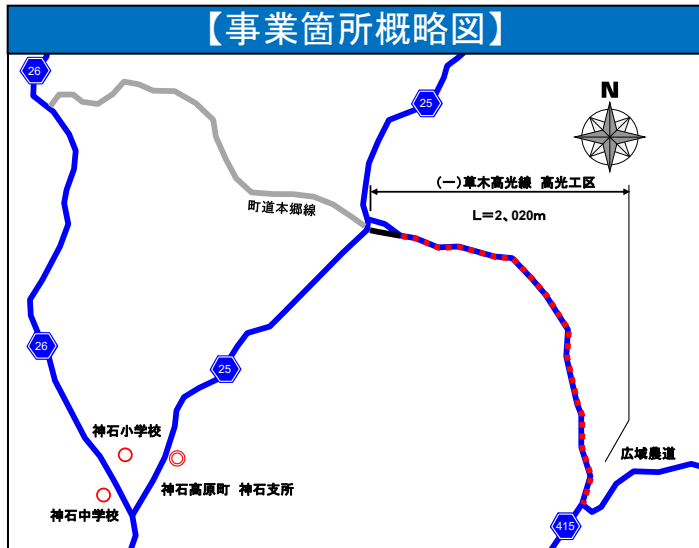 【事業箇所概略図】
26
25
N
(一)草木高光線 高光工区
L=2、020m
町道本郷線
26
25
神石小学校
神石高原町 神石支所
神石中学校
広域農道
415